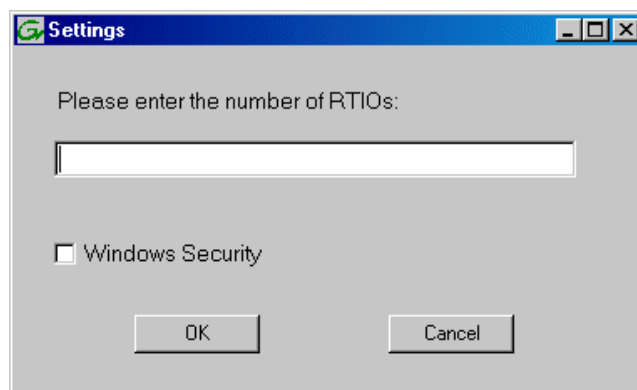 Settings
Please enter the number of RTIOs:
Windows Security
OK Cancel